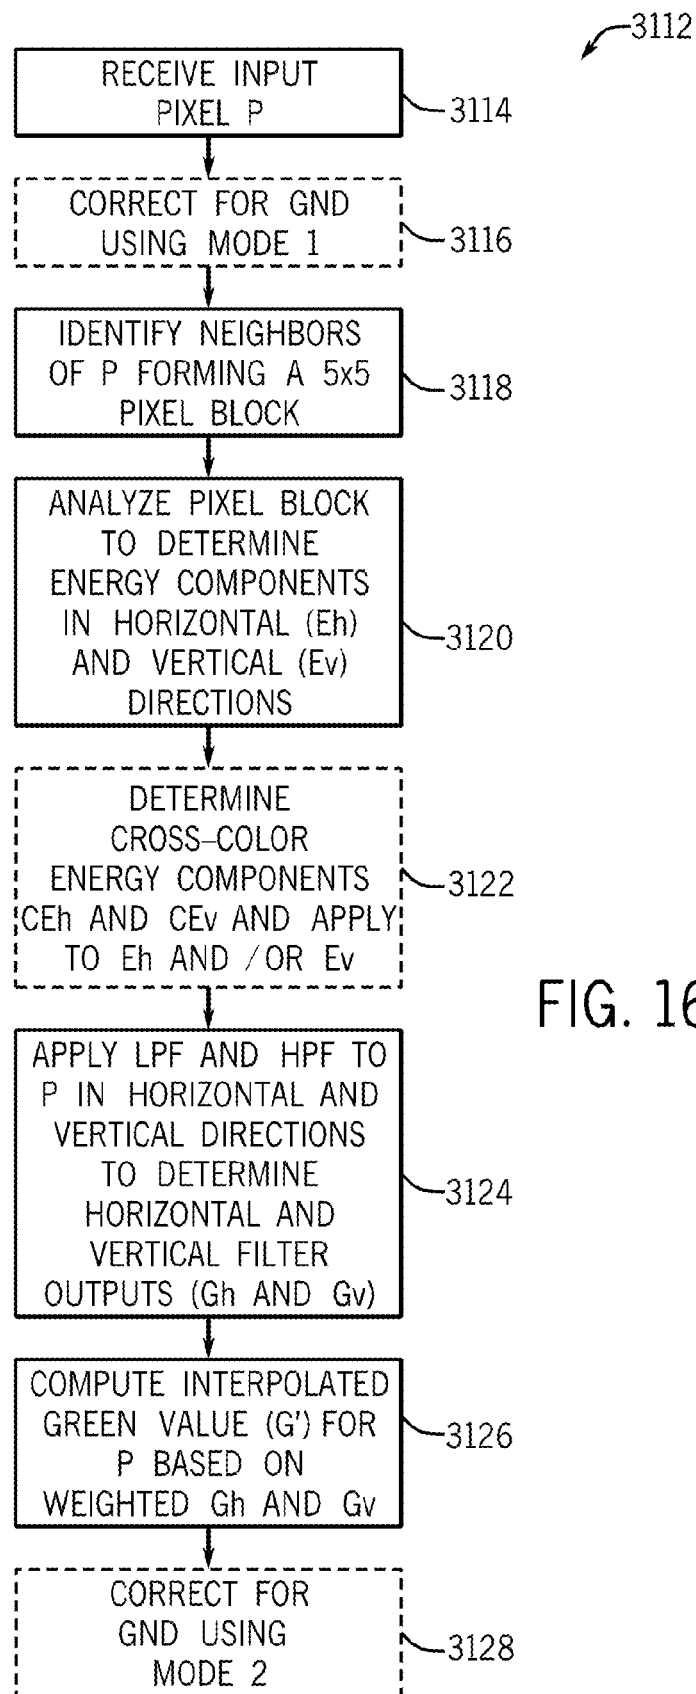 3112
RECEIVE INPUT
PIXEL P
3114
CORRECT FOR GND
USING MODE 1
3116
IDENTIFY NEIGHBORS
OF P FORMING A 5x5
PIXEL BLOCK
3118
ANALYZE PIXEL BLOCK
TO DETERMINE
ENERGY COMPONENTS
IN HORIZONTAL (Eh)
AND VERTICAL (Ev)
DIRECTIONS
3120
DETERMINE
CROSS-COLOR
ENERGY COMPONENTS
CEh AND CEv AND APPLY
TO Eh AND /OR Ev
3122
FIG. 16
APPLY LPF AND HPF TO
P IN HORIZONTAL AND
VERTICAL DIRECTIONS
TO DETERMINE
HORIZONTAL AND
VERTICAL FILTER
OUTPUTS (Gh AND Gv)
3124
COMPUTE INTERPOLATED
GREEN VALUE (G') FOR
P BASED ON
WEIGHTED Gh AND Gv
3126
CORRECT FOR
GND USING
MODE 2
3128